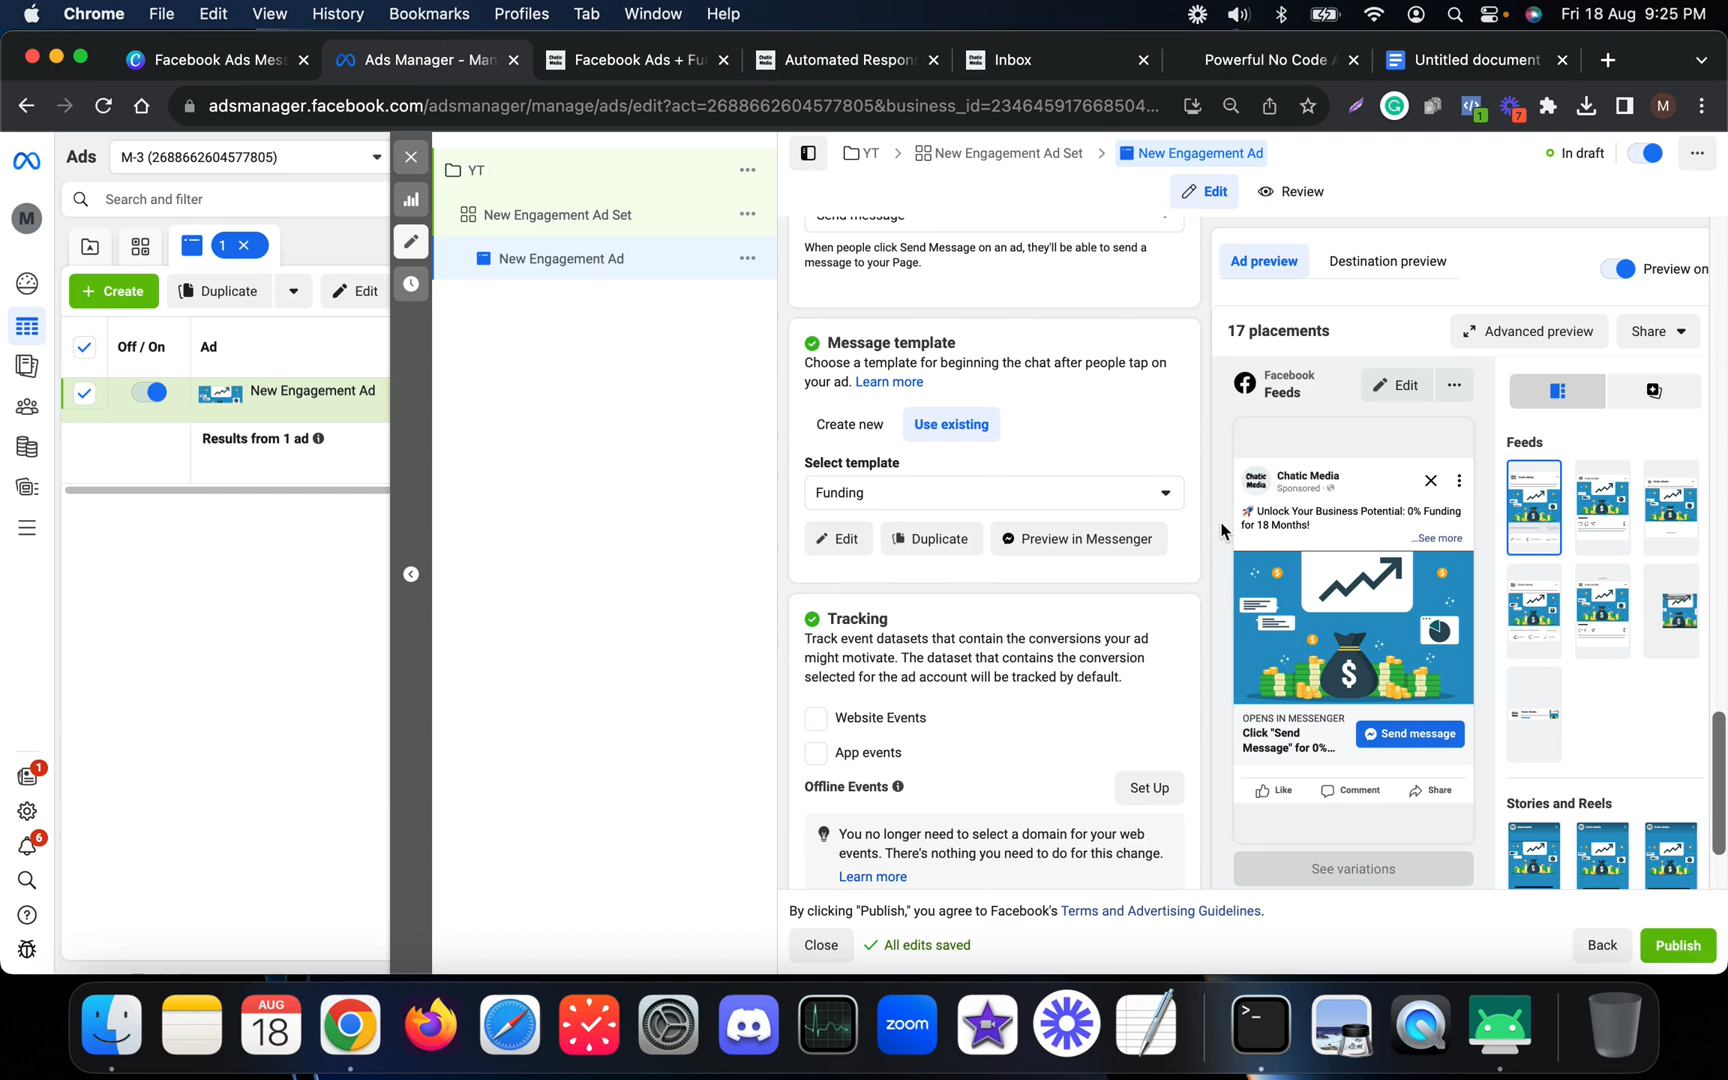 Chrome File Edit View History Bookmarks Profiles Tab Window Help Fri 18 Aug 9:25 PM
Facebook Ads Mess Ads Manager - Man Facebook Ads + Fu Automated Respon Inbox Powerful No Code Untitled document
adsmanager.facebook.com/adsmanager/manage/ads/edit?act=2688662604577805&business_id=234645917668504... 1 7 M
Ads M-3 (2688662604577805)
Search and filter
M
1
Create Duplicate Edit
Off / On Ad
New Engagement Ad
Results from 1 ad
1
6
YT
New Engagement Ad Set
New Engagement Ad
YT > New Engagement Ad Set > New Engagement Ad In draft
Edit Review
Send message
When people click Send Message on an ad, they'll be able to send a
message to your Page.
Message template
Choose a template for beginning the chat after people tap on
your ad. Learn more
Create new Use existing
Select template
Funding
Edit Duplicate Preview in Messenger
Tracking
Track event datasets that contain the conversions your ad
might motivate. The dataset that contains the conversion
selected for the ad account will be tracked by default.
Website Events
App events
Offline Events Set Up
You no longer need to select a domain for your web
events. There's nothing you need to do for this change.
Learn more
Ad preview Destination preview Preview on
17 placements Advanced preview Share
Facebook
Feeds
Edit
Chatic
Media
Chatic Media
Sponsored
🚀 Unlock Your Business Potential: 0% Funding
for 18 Months!
...See more
$
OPENS IN MESSENGER
Click "Send
Message" for 0%...
Send message
Like Comment Share
See variations
Feeds
Stories and Reels
By clicking "Publish," you agree to Facebook's Terms and Advertising Guidelines.
Close All edits saved Back Publish
AUG
18
zoom